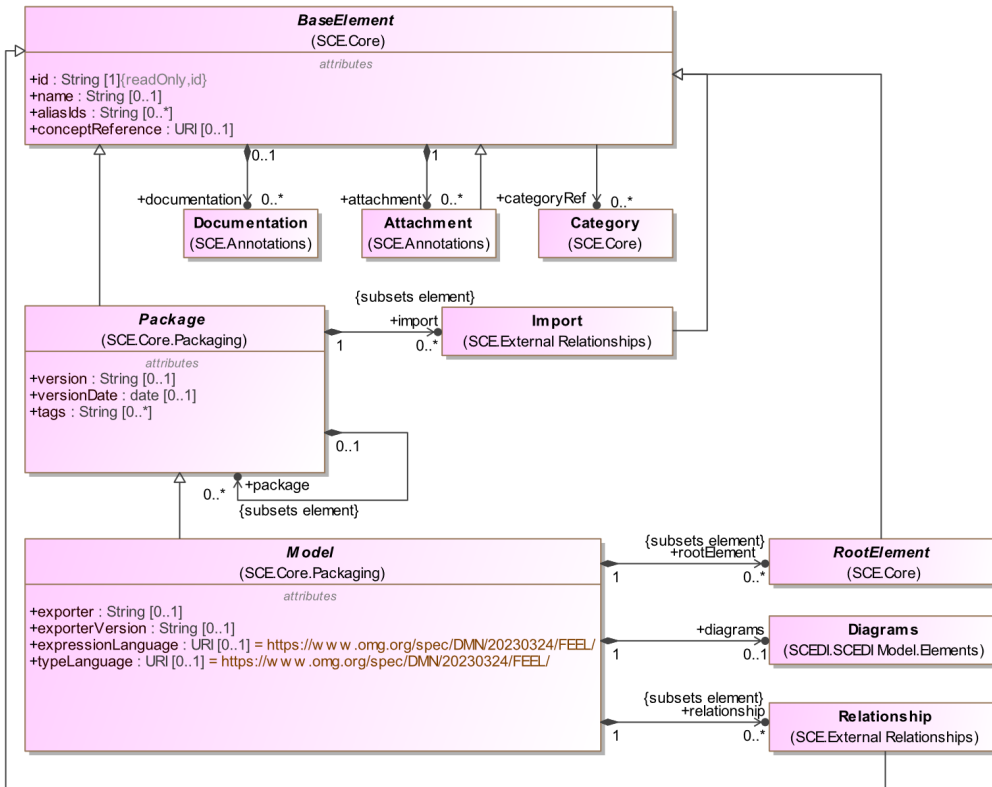 BaseElement
(SCE.Core)
attributes
+id : String [1]{readOnly,id}
+name : String [0..1]
+aliasIds : String [0..*]
+conceptReference : URI [0..1]
0..1
1
+documentation
0..*
+attachment
0..*
+categoryRef
0..*
Documentation
(SCE.Annotations)
Attachment
(SCE.Annotations)
Category
(SCE.Core)
{subsets element}
Package
(SCE.Core.Packaging)
attributes
+version : String [0..1]
+versionDate : date [0..1]
+tags : String [0..*]
+import
1
0..*
Import
(SCE.External Relationships)
0..1
0..*
+package
{subsets element}
Model
(SCE.Core.Packaging)
attributes
+exporter : String [0..1]
+exporterVersion : String [0..1]
+expressionLanguage : URI [0..1] = https://www.omg.org/spec/DMN/20230324/FEEL/
+typeLanguage : URI [0..1] = https://www.omg.org/spec/DMN/20230324/FEEL/
{subsets element}
+rootElement
1
0..*
RootElement
(SCE.Core)
+diagrams
1
0..1
Diagrams
(SCEDI.SCEDI Model.Elements)
{subsets element}
+relationship
1
0..*
Relationship
(SCE.External Relationships)